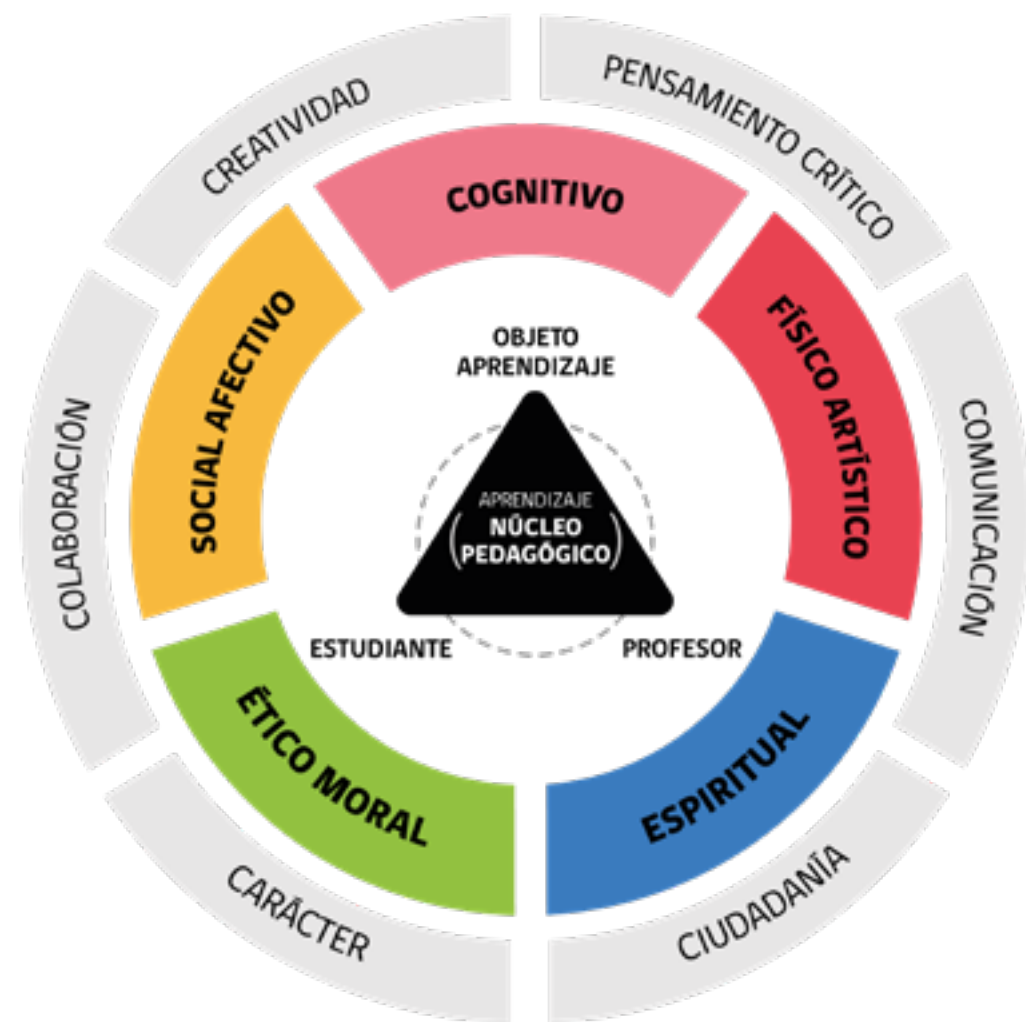 CREATIVIDAD
PENSAMIENTO CRÍTICO
COMUNICACIÓN
CIUDADANÍA
CARÁCTER
COLABORACIÓN
COGNITIVO
FÍSICO ARTÍSTICO
ESPIRITUAL
ÉTICO MORAL
SOCIAL AFECTIVO
OBJETO
APRENDIZAJE
APRENDIZAJE
(NÚCLEO
PEDAGÓGICO)
ESTUDIANTE
PROFESOR